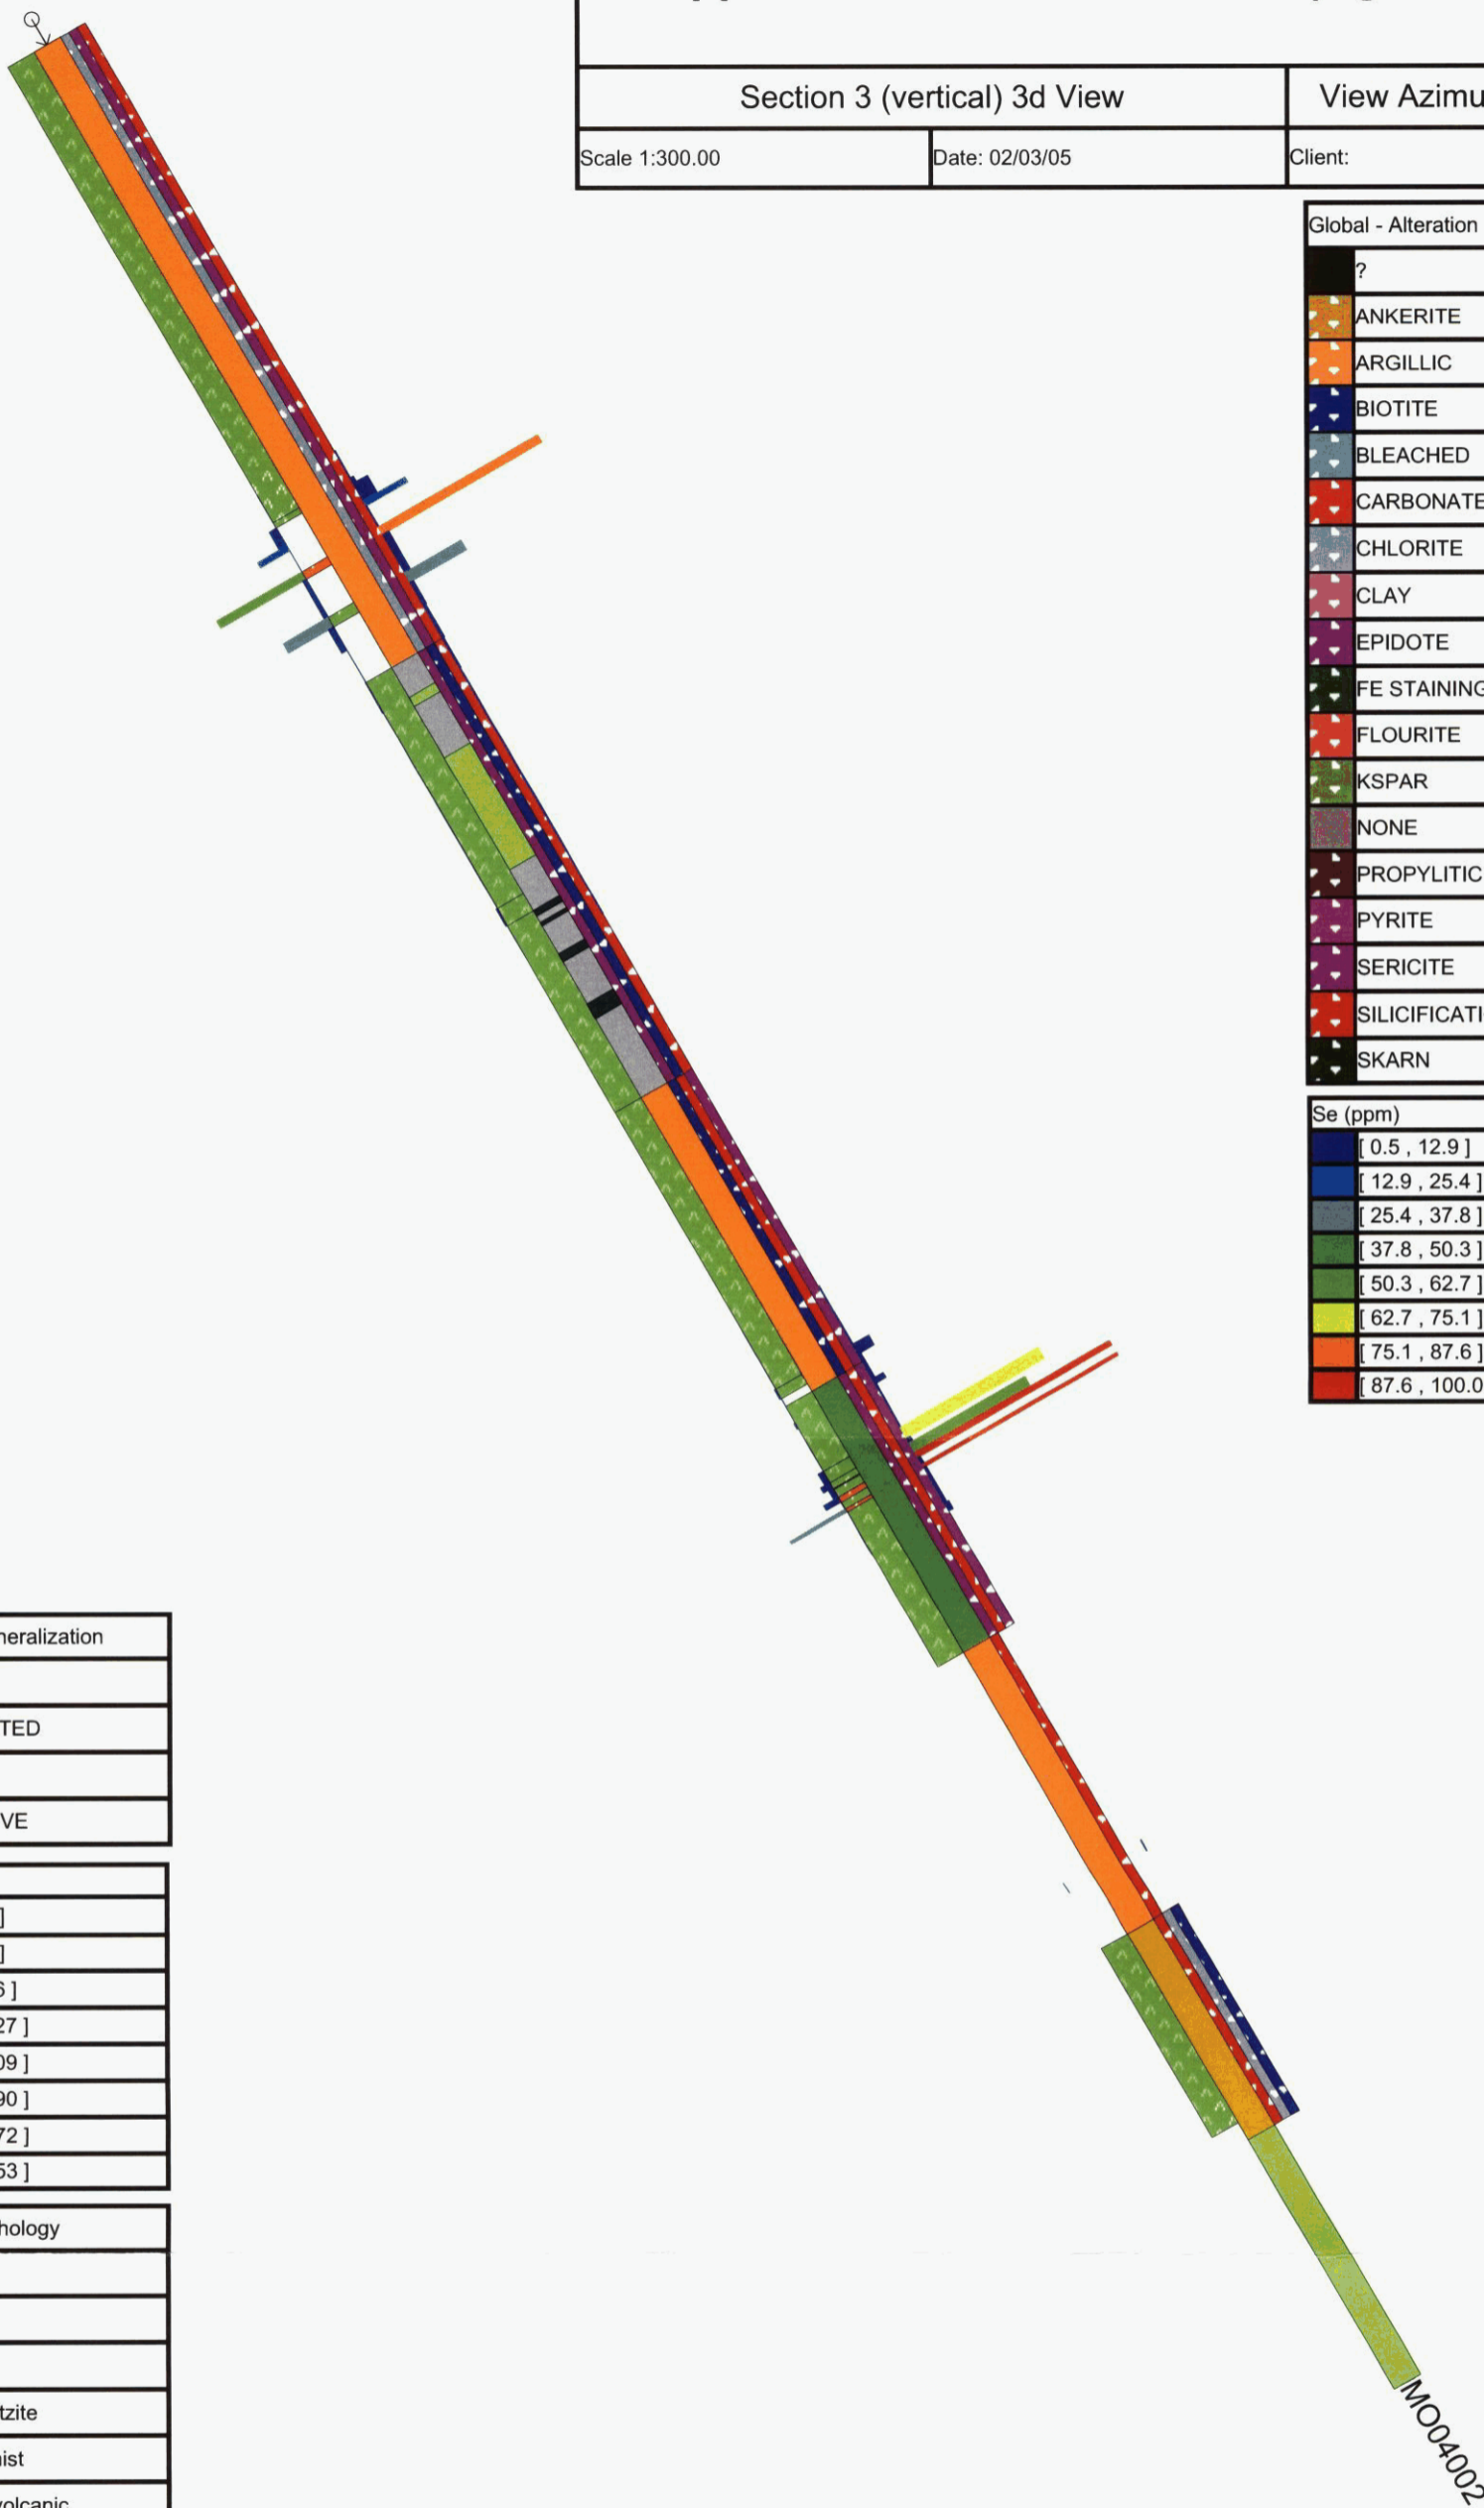 Section 3 (vertical) 3d View
View Azimu
Scale 1:300.00
Date: 02/03/05
Client:
Global - Alteration
?
ANKERITE
ARGILLIC
BIOTITE
BLEACHED
CARBONATE
CHLORITE
CLAY
EPIDOTE
FE STAINING
FLOURITE
KSPAR
NONE
PROPYLITIC
PYRITE
SERICITE
SILICIFICATI
SKARN
Se (ppm)
[ 0.5 , 12.9 ]
[ 12.9 , 25.4 ]
[ 25.4 , 37.8 ]
[ 37.8 , 50.3 ]
[ 50.3 , 62.7 ]
[ 62.7 , 75.1 ]
[ 75.1 , 87.6 ]
[ 87.6 , 100.0
neralization
TED
VE
]
]
6 ]
27 ]
09 ]
90 ]
72 ]
53 ]
hology
tzite
ist
volcanic
MO04002